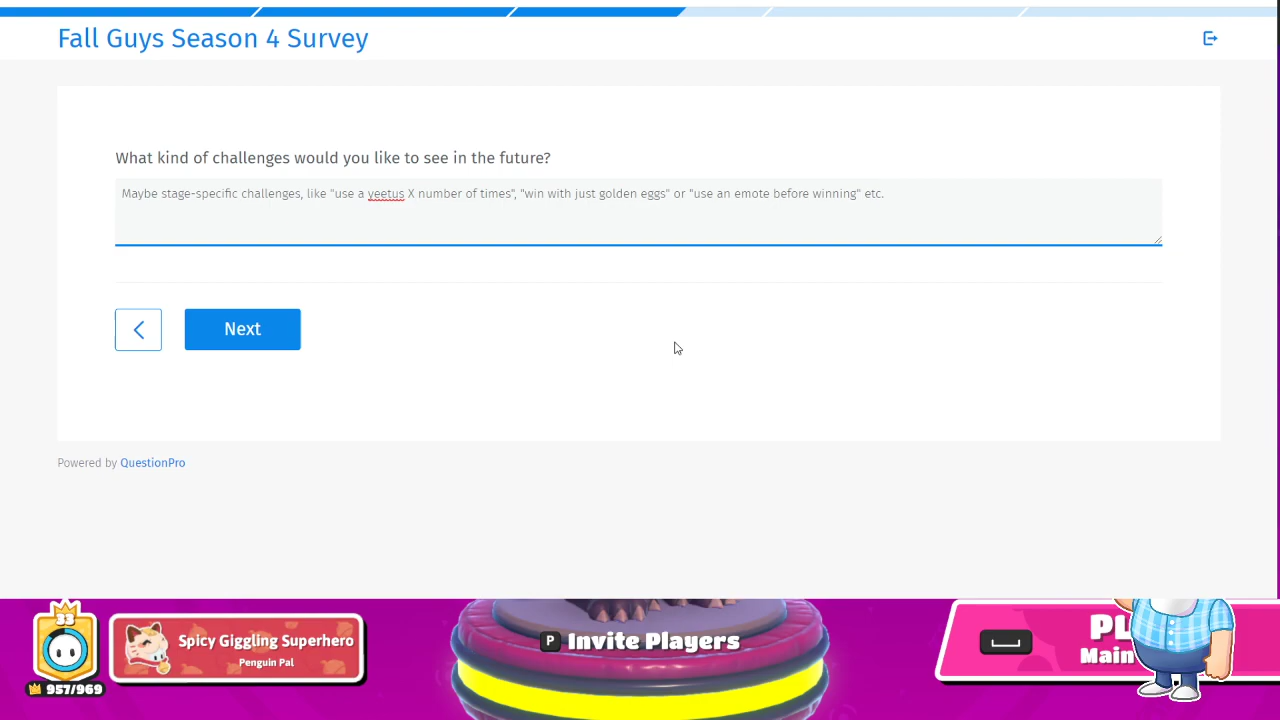 Fall Guys Season 4 Survey
What kind of challenges would you like to see in the future?
Maybe stage-specific challenges, like "use a yeetus X number of times", "win with just golden eggs" or "use an emote before winning" etc.
Next
Powered by QuestionPro
33
957/969
Spicy Giggling Superhero
Penguin Pal
P Invite Players
Main